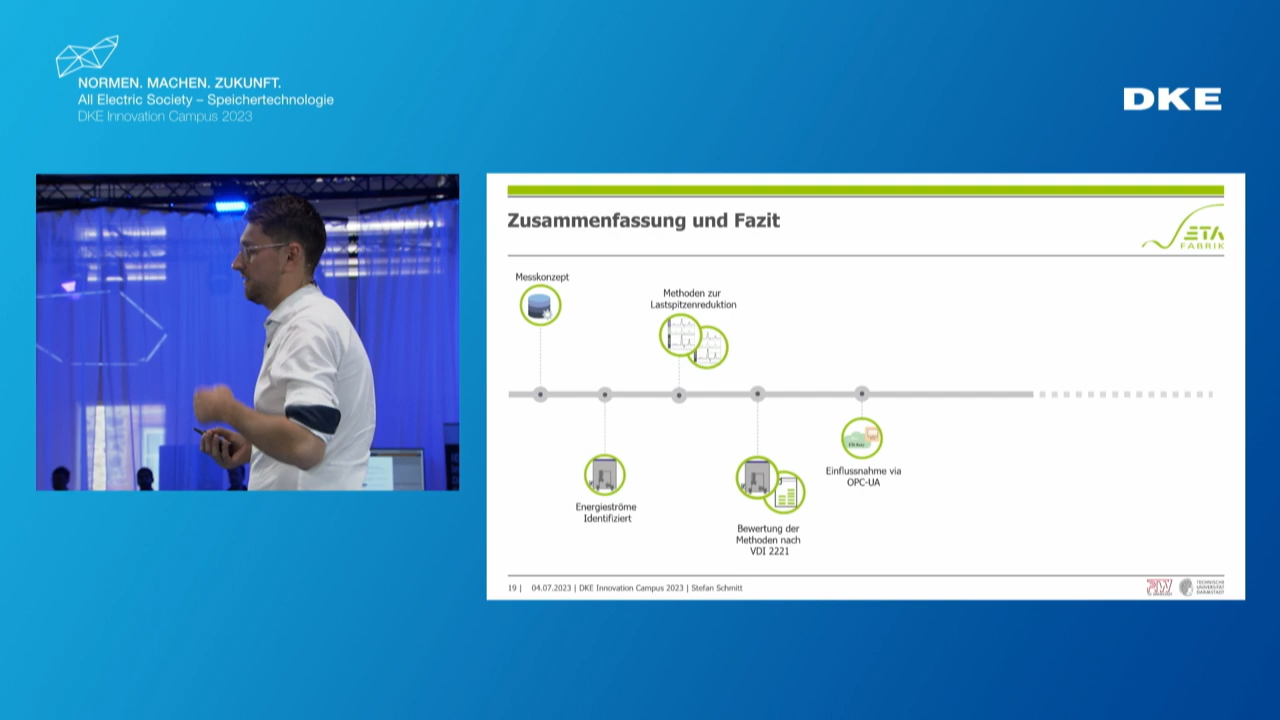 NORMEN. MACHEN. ZUKUNFT.
All Electric Society – Speichertechnologie
DKE Innovation Campus 2023
DKE
Zusammenfassung und Fazit
ETA
FABRIK
Messkonzept
Methoden zur
Lastspitzenreduktion
Energieströme
Identifiziert
Bewertung der
Methoden nach
VDI 2221
Einflussnahme via
OPC-UA
19 | 04.07.2023 | DKE Innovation Campus 2023 | Stefan Schmitt
PTW
TECHNISCHE
UNIVERSITÄT
DARMSTADT